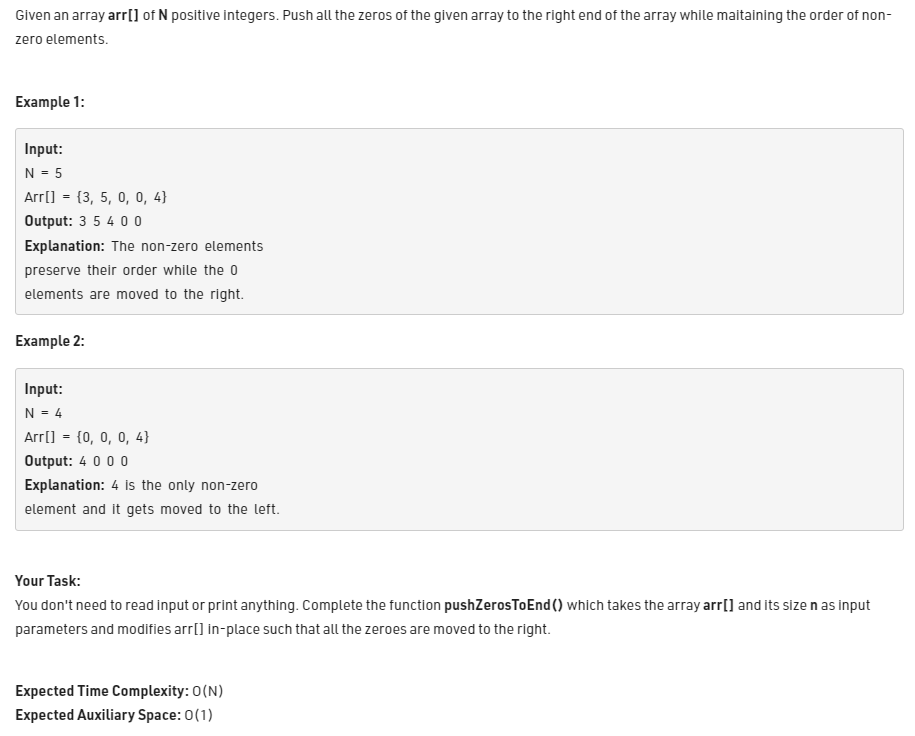 Given an array arr[] of N positive integers. Push all the zeros of the given array to the right end of the array while maitaining the order of non-
zero elements.
Example 1:
Input:
N = 5
Arr[] = {3, 5, 0, 0, 4}
Output: 3 5 4 0 0
Explanation: The non-zero elements
preserve their order while the 0
elements are moved to the right.
Example 2:
Input:
N = 4
Arr[] = {0, 0, 0, 4}
Output: 4 0 0 0
Explanation: 4 is the only non-zero
element and it gets moved to the left.
Your Task:
You don't need to read input or print anything. Complete the function pushZerosToEnd() which takes the array arr[] and its size n as input
parameters and modifies arr[] in-place such that all the zeroes are moved to the right.
Expected Time Complexity: O(N)
Expected Auxiliary Space: O(1)